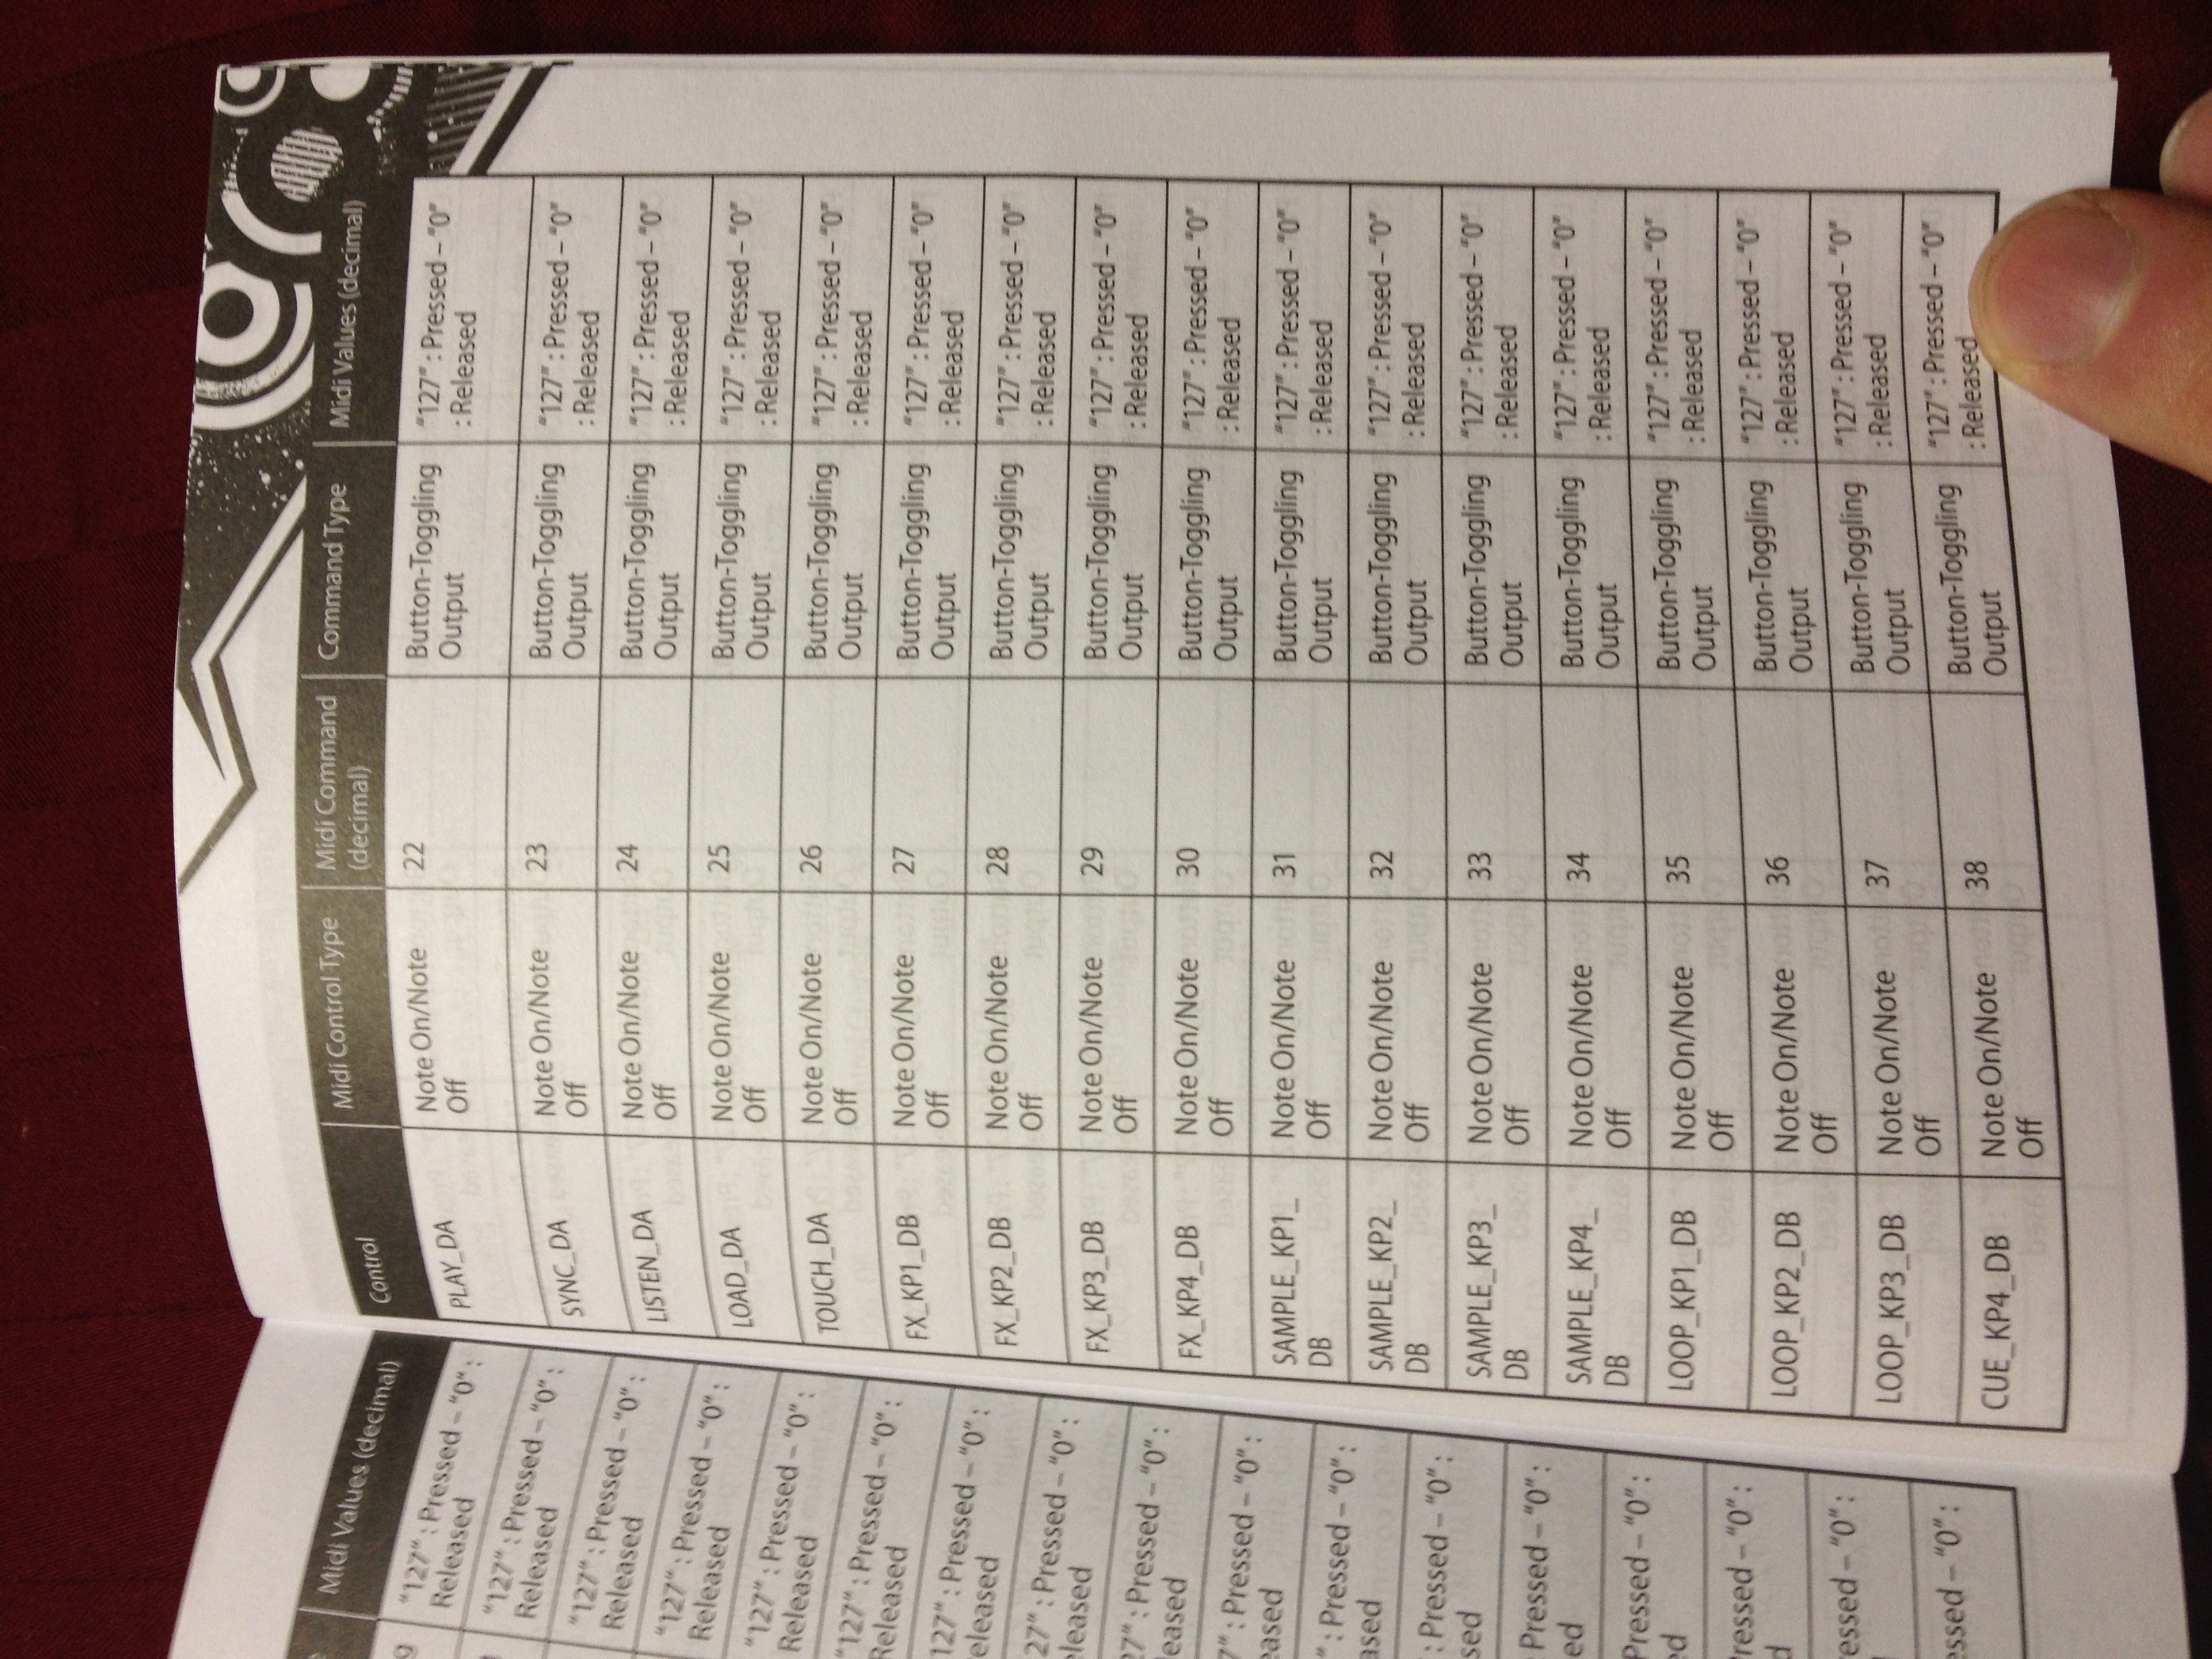 Midi Values (decimal)
“127” : Pressed – “0” :
Released
“127” : Pressed – “0” :
Released
“127” : Pressed – “0” :
Released
“127” : Pressed – “0” :
Released
“127” : Pressed – “0” :
Released
“127” : Pressed – “0” :
Released
127” : Pressed – “0” :
eleased
27” : Pressed – “0” :
eleased
27” : Pressed – “0” :
leased
7” : Pressed – “0” :
eased
” : Pressed – “0” :
ased
: Pressed – “0” :
sed
Pressed – “0” :
ed
Pressed – “0” :
d
ressed – “0” :
essed – “0” :
ssed – “0” :
Control Midi Control Type Midi Command Command Type Midi Values (decimal)
(decimal)
PLAY_DA Note On/Note 22 Button-Toggling “127” : Pressed – “0”
Off Output : Released
SYNC_DA Note On/Note 23 Button-Toggling “127” : Pressed – “0”
Off Output : Released
LISTEN_DA Note On/Note 24 Button-Toggling “127” : Pressed – “0”
Off Output : Released
LOAD_DA Note On/Note 25 Button-Toggling “127” : Pressed – “0”
Off Output : Released
TOUCH_DA Note On/Note 26 Button-Toggling “127” : Pressed – “0”
Off Output : Released
FX_KP1_DB Note On/Note 27 Button-Toggling “127” : Pressed – “0”
Off Output : Released
FX_KP2_DB Note On/Note 28 Button-Toggling “127” : Pressed – “0”
Off Output : Released
FX_KP3_DB Note On/Note 29 Button-Toggling “127” : Pressed – “0”
Off Output : Released
FX_KP4_DB Note On/Note 30 Button-Toggling “127” : Pressed – “0”
Off Output : Released
SAMPLE_KP1_ Note On/Note 31 Button-Toggling “127” : Pressed – “0”
DB Off Output : Released
SAMPLE_KP2_ Note On/Note 32 Button-Toggling “127” : Pressed – “0”
DB Off Output : Released
SAMPLE_KP3_ Note On/Note 33 Button-Toggling “127” : Pressed – “0”
DB Off Output : Released
SAMPLE_KP4_ Note On/Note 34 Button-Toggling “127” : Pressed – “0”
DB Off Output : Released
LOOP_KP1_DB Note On/Note 35 Button-Toggling “127” : Pressed – “0”
Off Output : Released
LOOP_KP2_DB Note On/Note 36 Button-Toggling “127” : Pressed – “0”
Off Output : Released
LOOP_KP3_DB Note On/Note 37 Button-Toggling “127” : Pressed – “0”
Off Output : Released
CUE_KP4_DB Note On/Note 38 Button-Toggling “127” : Pressed – “0”
Off Output : Released